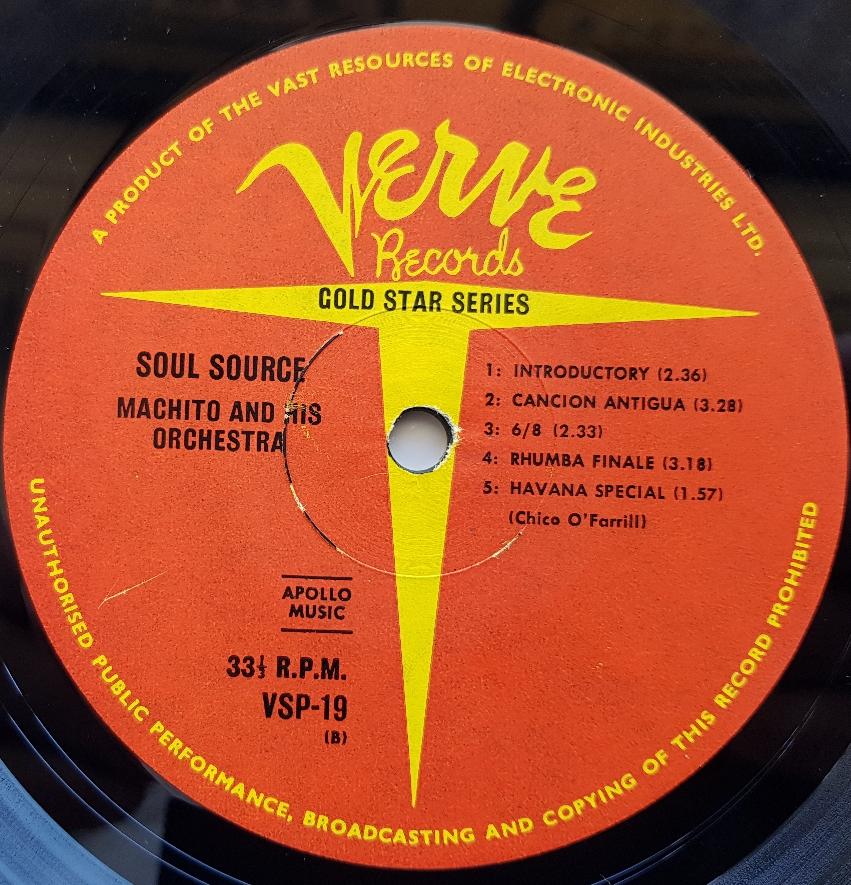 A PRODUCT OF THE VAST RESOURCES OF ELECTRONIC INDUSTRIES LTD.
Verve
Records
GOLD STAR SERIES
SOUL SOURCE
MACHITO AND HIS
ORCHESTRA
1: INTRODUCTORY (2.36)
2: CANCION ANTIGUA (3.28)
3: 6/8 (2.33)
4: RHUMBA FINALE (3.18)
5: HAVANA SPECIAL (1.57)
(Chico O'Farrill)
APOLLO
MUSIC
33⅓ R.P.M.
VSP-19
(B)
UNAUTHORISED PUBLIC PERFORMANCE, BROADCASTING AND COPYING OF THIS RECORD PROHIBITED